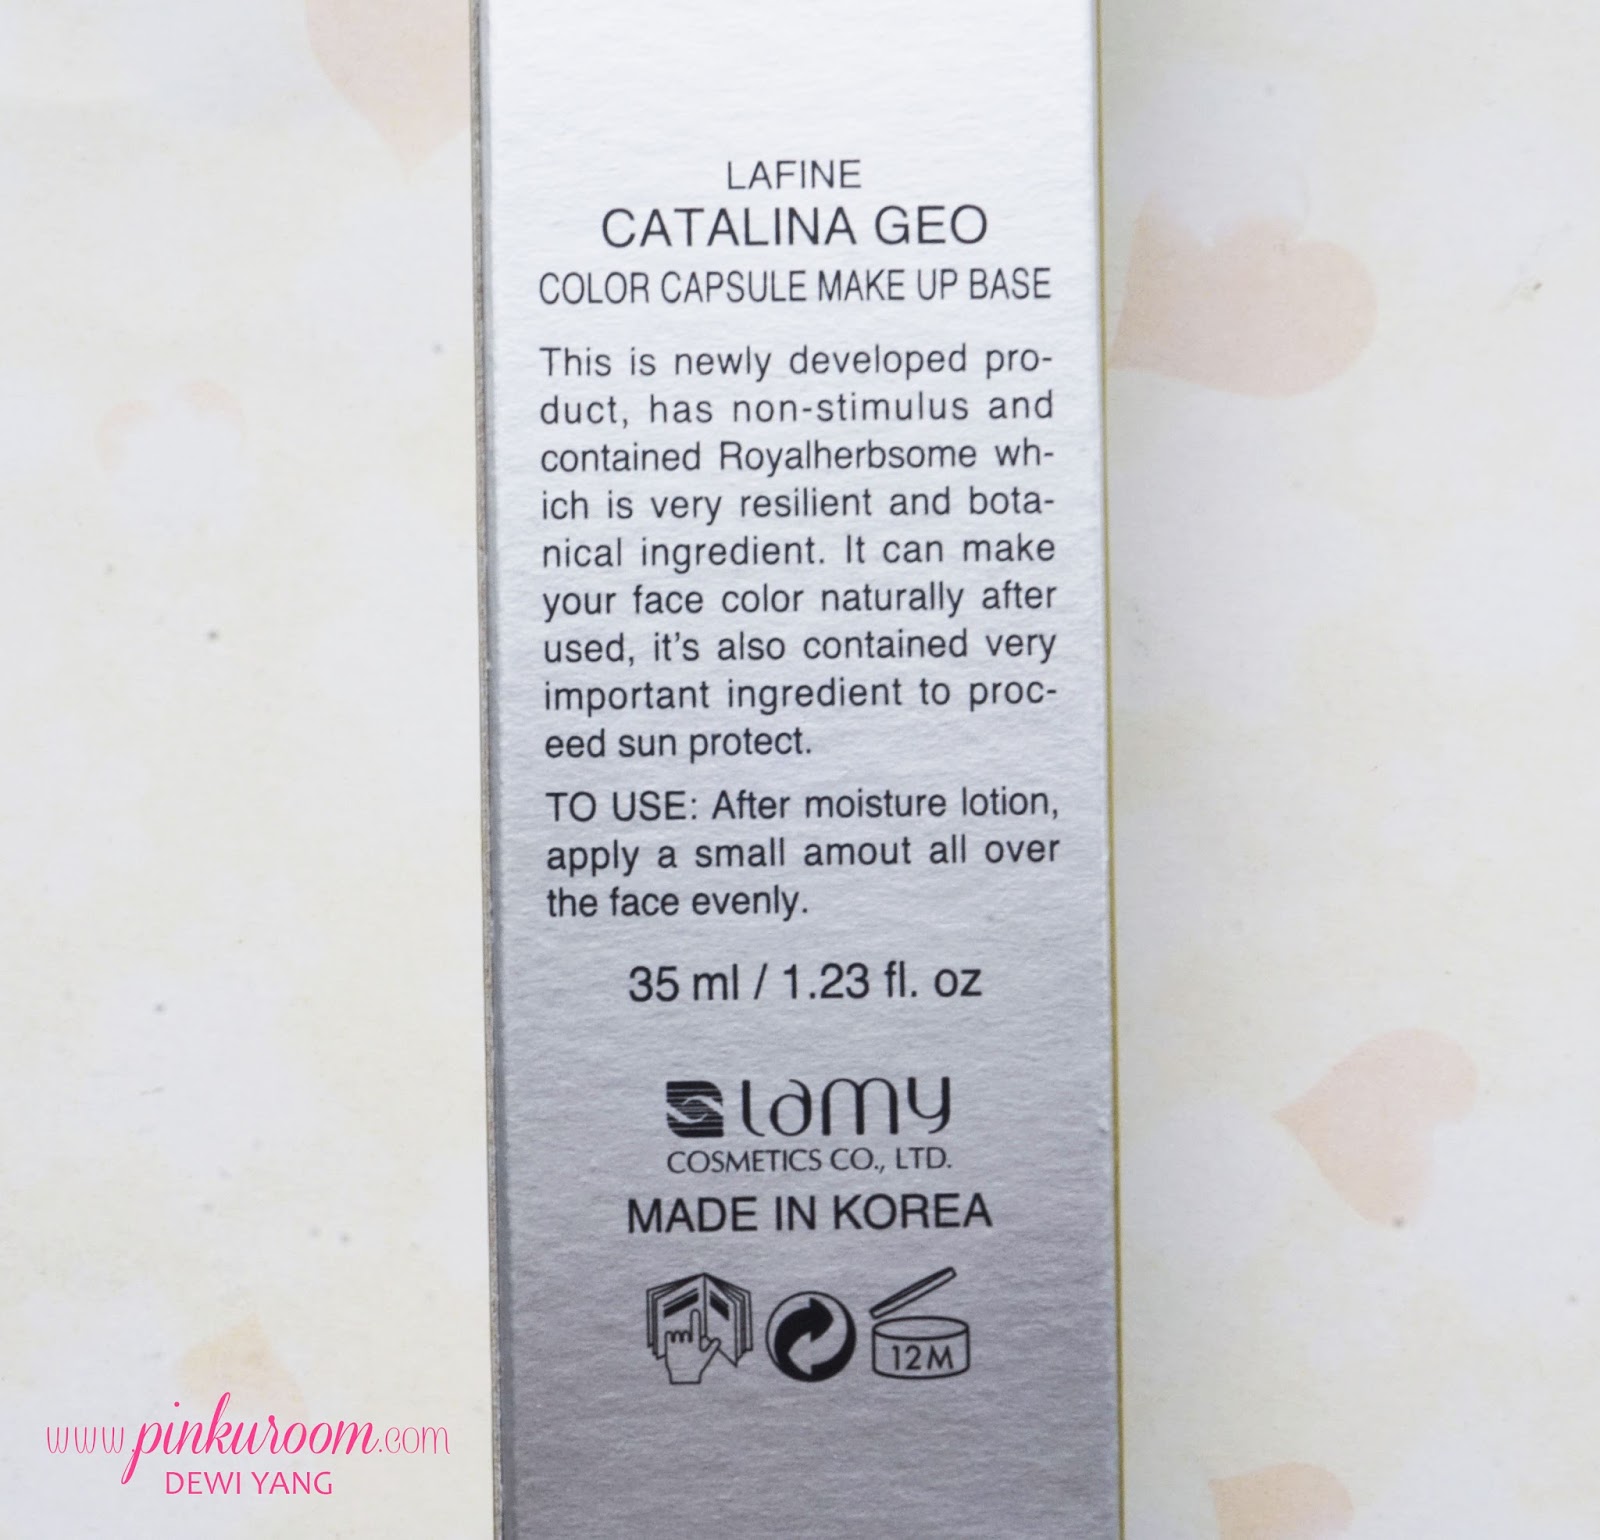 LAFINE
CATALINA GEO
COLOR CAPSULE MAKE UP BASE
This is newly developed pro-
duct, has non-stimulus and
contained Royalherbsome wh-
ich is very resilient and bota-
nical ingredient. It can make
your face color naturally after
used, it's also contained very
important ingredient to proc-
eed sun protect.
TO USE: After moisture lotion,
apply a small amout all over
the face evenly.
35 ml / 1.23 fl. oz
lamy
COSMETICS CO., LTD.
MADE IN KOREA
12M
www.pinkuroom.com
DEWI YANG